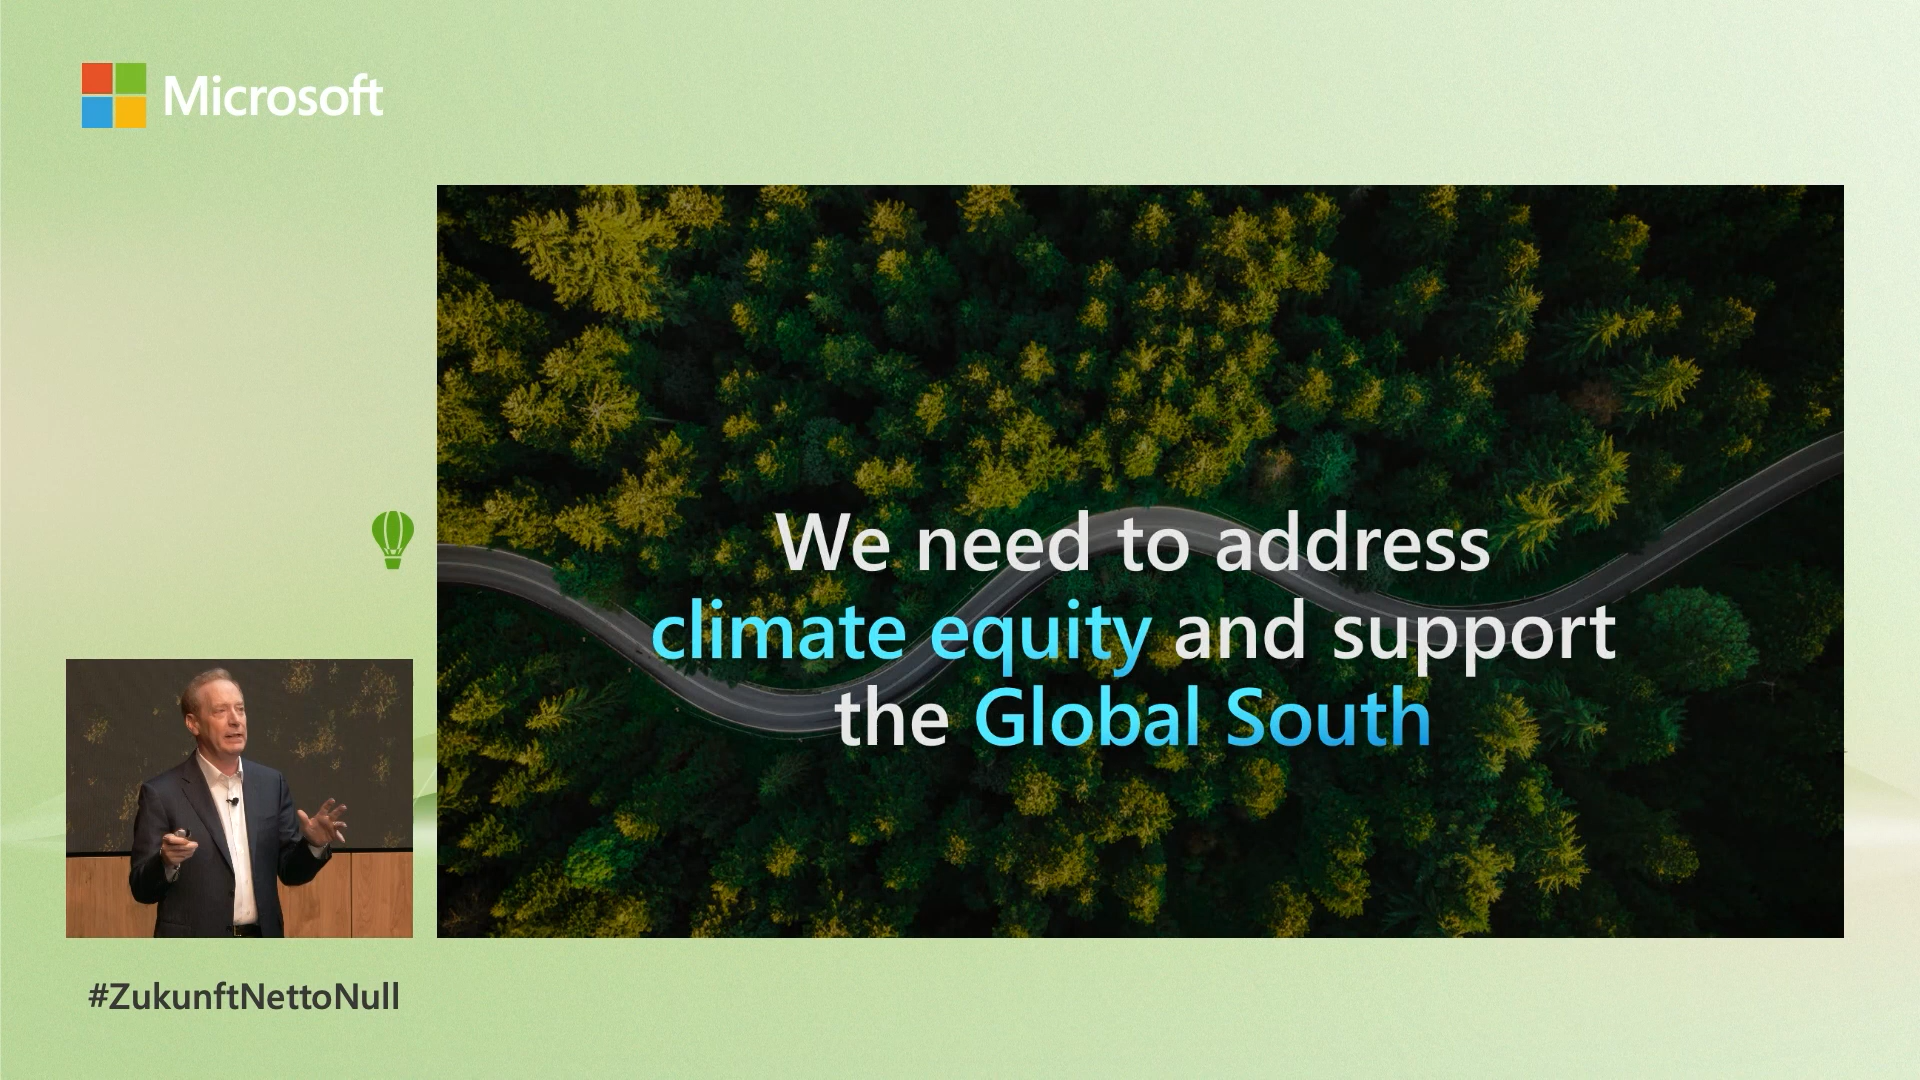 Microsoft
We need to address
climate equity and support
the Global South
#ZukunftNettoNull